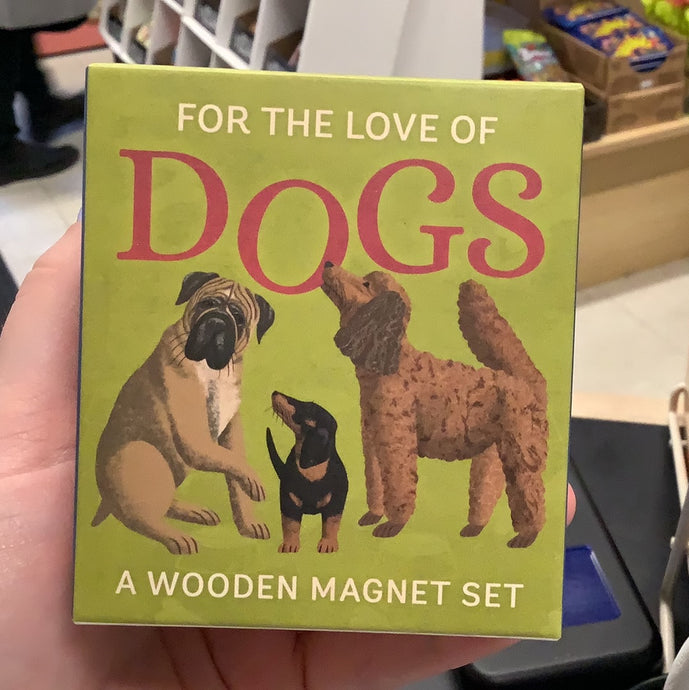 FOR THE LOVE OF
DOGS
A WOODEN MAGNET SET